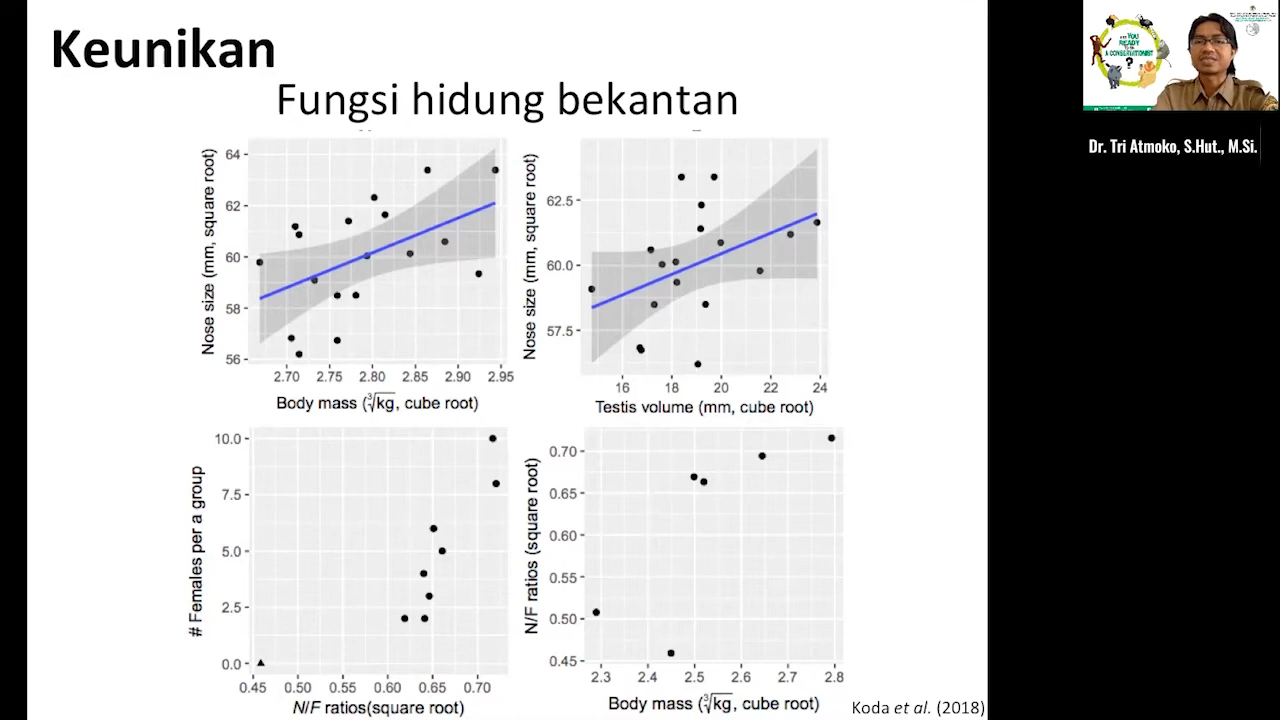 Keunikan
Fungsi hidung bekantan
Nose size (mm, square root)
64
62
60
58
56
2.70 2.75 2.80 2.85 2.90 2.95
Body mass (∛kg, cube root)
Nose size (mm, square root)
62.5
60.0
57.5
16 18 20 22 24
Testis volume (mm, cube root)
# Females per a group
10.0
7.5
5.0
2.5
0.0
0.45 0.50 0.55 0.60 0.65 0.70
N/F ratios(square root)
N/F ratios (square root)
0.70
0.65
0.60
0.55
0.50
0.45
2.3 2.4 2.5 2.6 2.7 2.8
Body mass (∛kg, cube root)
Koda et al. (2018)
YOU
READY
A CONSERVATIONIST
?
Dr. Tri Atmoko, S.Hut., M.Si.